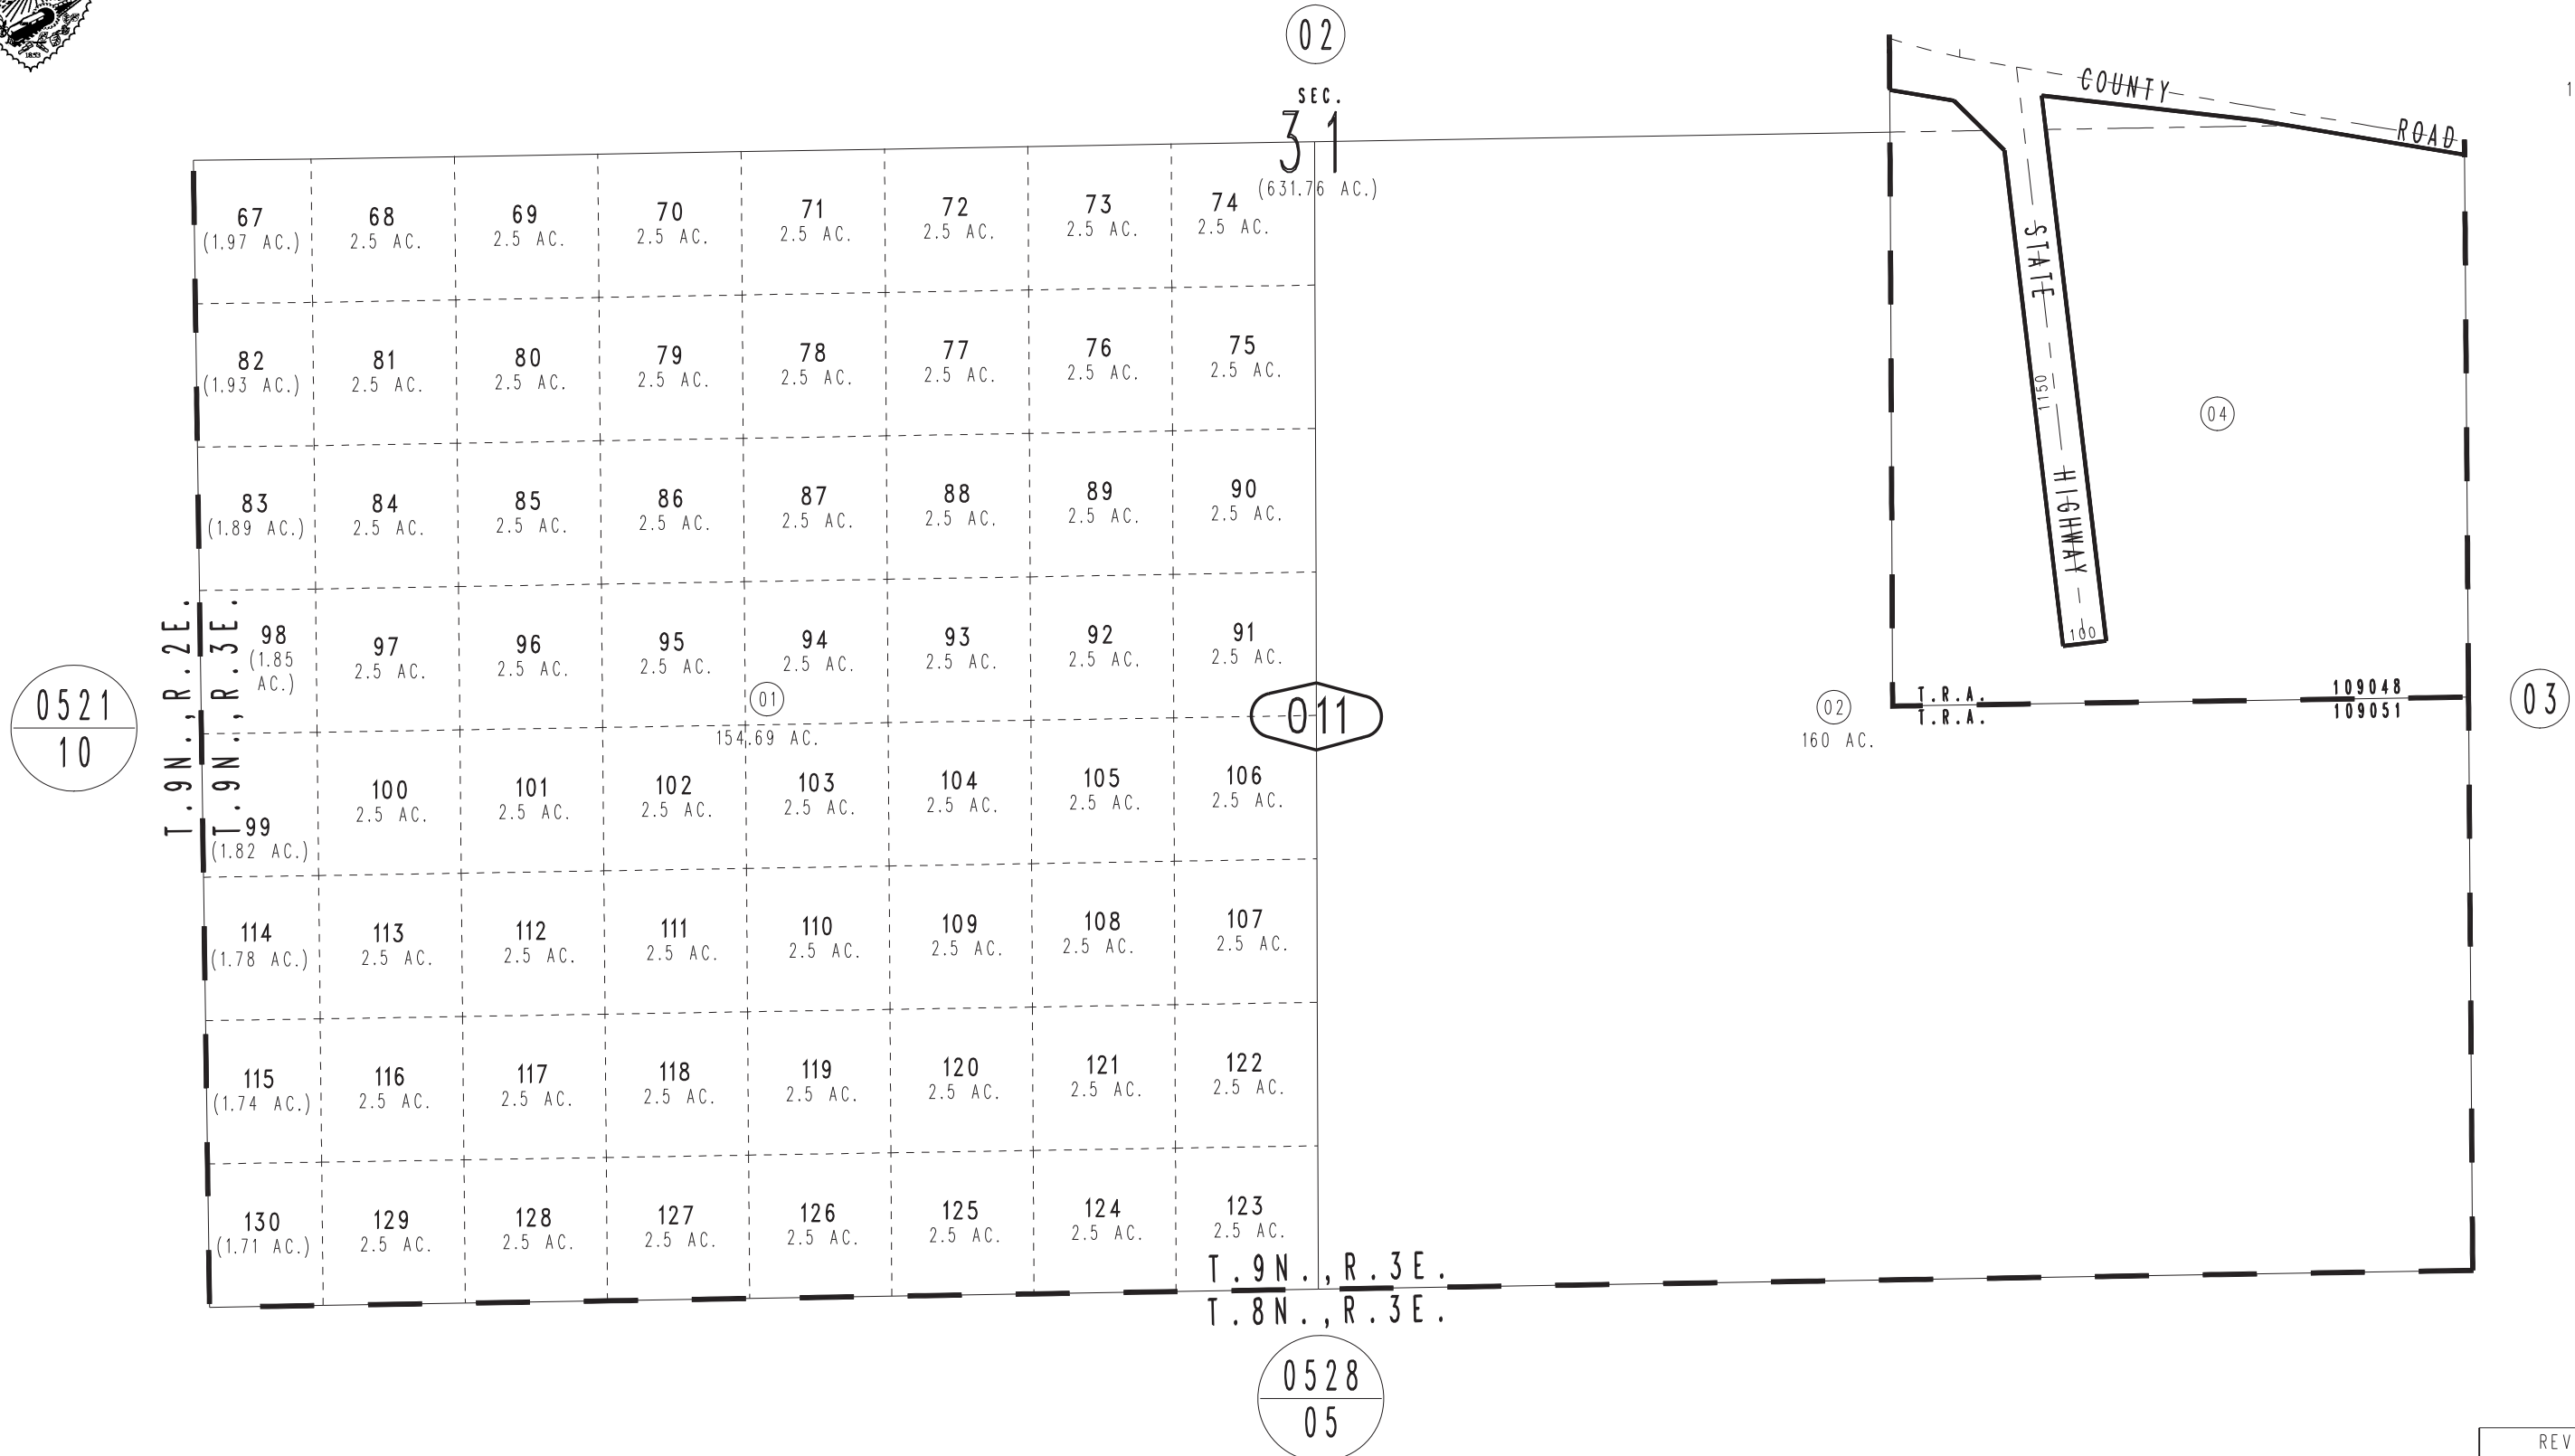 1853
02
SEC.
31
(631.76 AC.)
COUNTY ROAD
1
67 68 69 70 71 72 73 74
(1.97 AC.) 2.5 AC. 2.5 AC. 2.5 AC. 2.5 AC. 2.5 AC. 2.5 AC. 2.5 AC.
82 81 80 79 78 77 76 75
(1.93 AC.) 2.5 AC. 2.5 AC. 2.5 AC. 2.5 AC. 2.5 AC. 2.5 AC. 2.5 AC.
83 84 85 86 87 88 89 90
(1.89 AC.) 2.5 AC. 2.5 AC. 2.5 AC. 2.5 AC. 2.5 AC. 2.5 AC. 2.5 AC.
98 97 96 95 94 93 92 91
(1.85 2.5 AC. 2.5 AC. 2.5 AC. 2.5 AC. 2.5 AC. 2.5 AC. 2.5 AC.
AC.)
01
154.69 AC.
011
99 100 101 102 103 104 105 106
(1.82 AC.) 2.5 AC. 2.5 AC. 2.5 AC. 2.5 AC. 2.5 AC. 2.5 AC. 2.5 AC.
114 113 112 111 110 109 108 107
(1.78 AC.) 2.5 AC. 2.5 AC. 2.5 AC. 2.5 AC. 2.5 AC. 2.5 AC. 2.5 AC.
115 116 117 118 119 120 121 122
(1.74 AC.) 2.5 AC. 2.5 AC. 2.5 AC. 2.5 AC. 2.5 AC. 2.5 AC. 2.5 AC.
130 129 128 127 126 125 124 123
(1.71 AC.) 2.5 AC. 2.5 AC. 2.5 AC. 2.5 AC. 2.5 AC. 2.5 AC. 2.5 AC.
T.9N.,R.2E.
T.9N.,R.3E.
0521
10
STATE HIGHWAY
1150
100
04
02
160 AC.
T.R.A. 109048
T.R.A. 109051
03
T.9N.,R.3E.
T.8N.,R.3E.
0528
05
REV